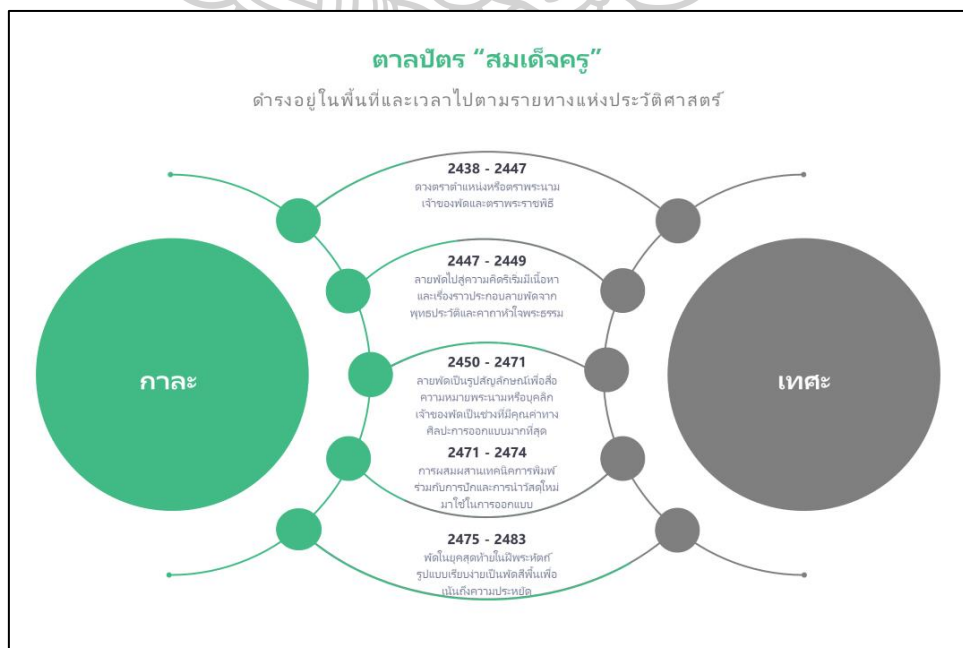 ตาลปัตร “สมเด็จครู”
ดำรงอยู่ในพื้นที่และเวลาไปตามรายทางแห่งประวัติศาสตร์
2438 - 2447
ดวงตราตำแหน่งหรือตราพระนาม
เจ้าของพัดและตราพระราชพิธี
2447 - 2449
ลายพัดไปสู่ความคิดริเริ่มมีเนื้อหา
และเรื่องราวประกอบลายพัดจาก
พุทธประวัติและคาถาหัวใจพระธรรม
2450 - 2471
ลายพัดเป็นรูปสัญลักษณ์เพื่อสื่อ
ความหมายพระนามหรือบุคลิก
เจ้าของพัดเป็นช่วงที่มีคุณค่าทาง
ศิลปะการออกแบบมากที่สุด
กาละ
เทศะ
2471 - 2474
การผสมผสานเทคนิคการพิมพ์
ร่วมกับการปักและการนำวัสดุใหม่
มาใช้ในการออกแบบ
2475 - 2483
พัดในยุคสุดท้ายในฝีพระหัตถ์
รูปแบบเรียบง่ายเป็นพัดสีพื้นเพื่อ
เน้นถึงความประหยัด